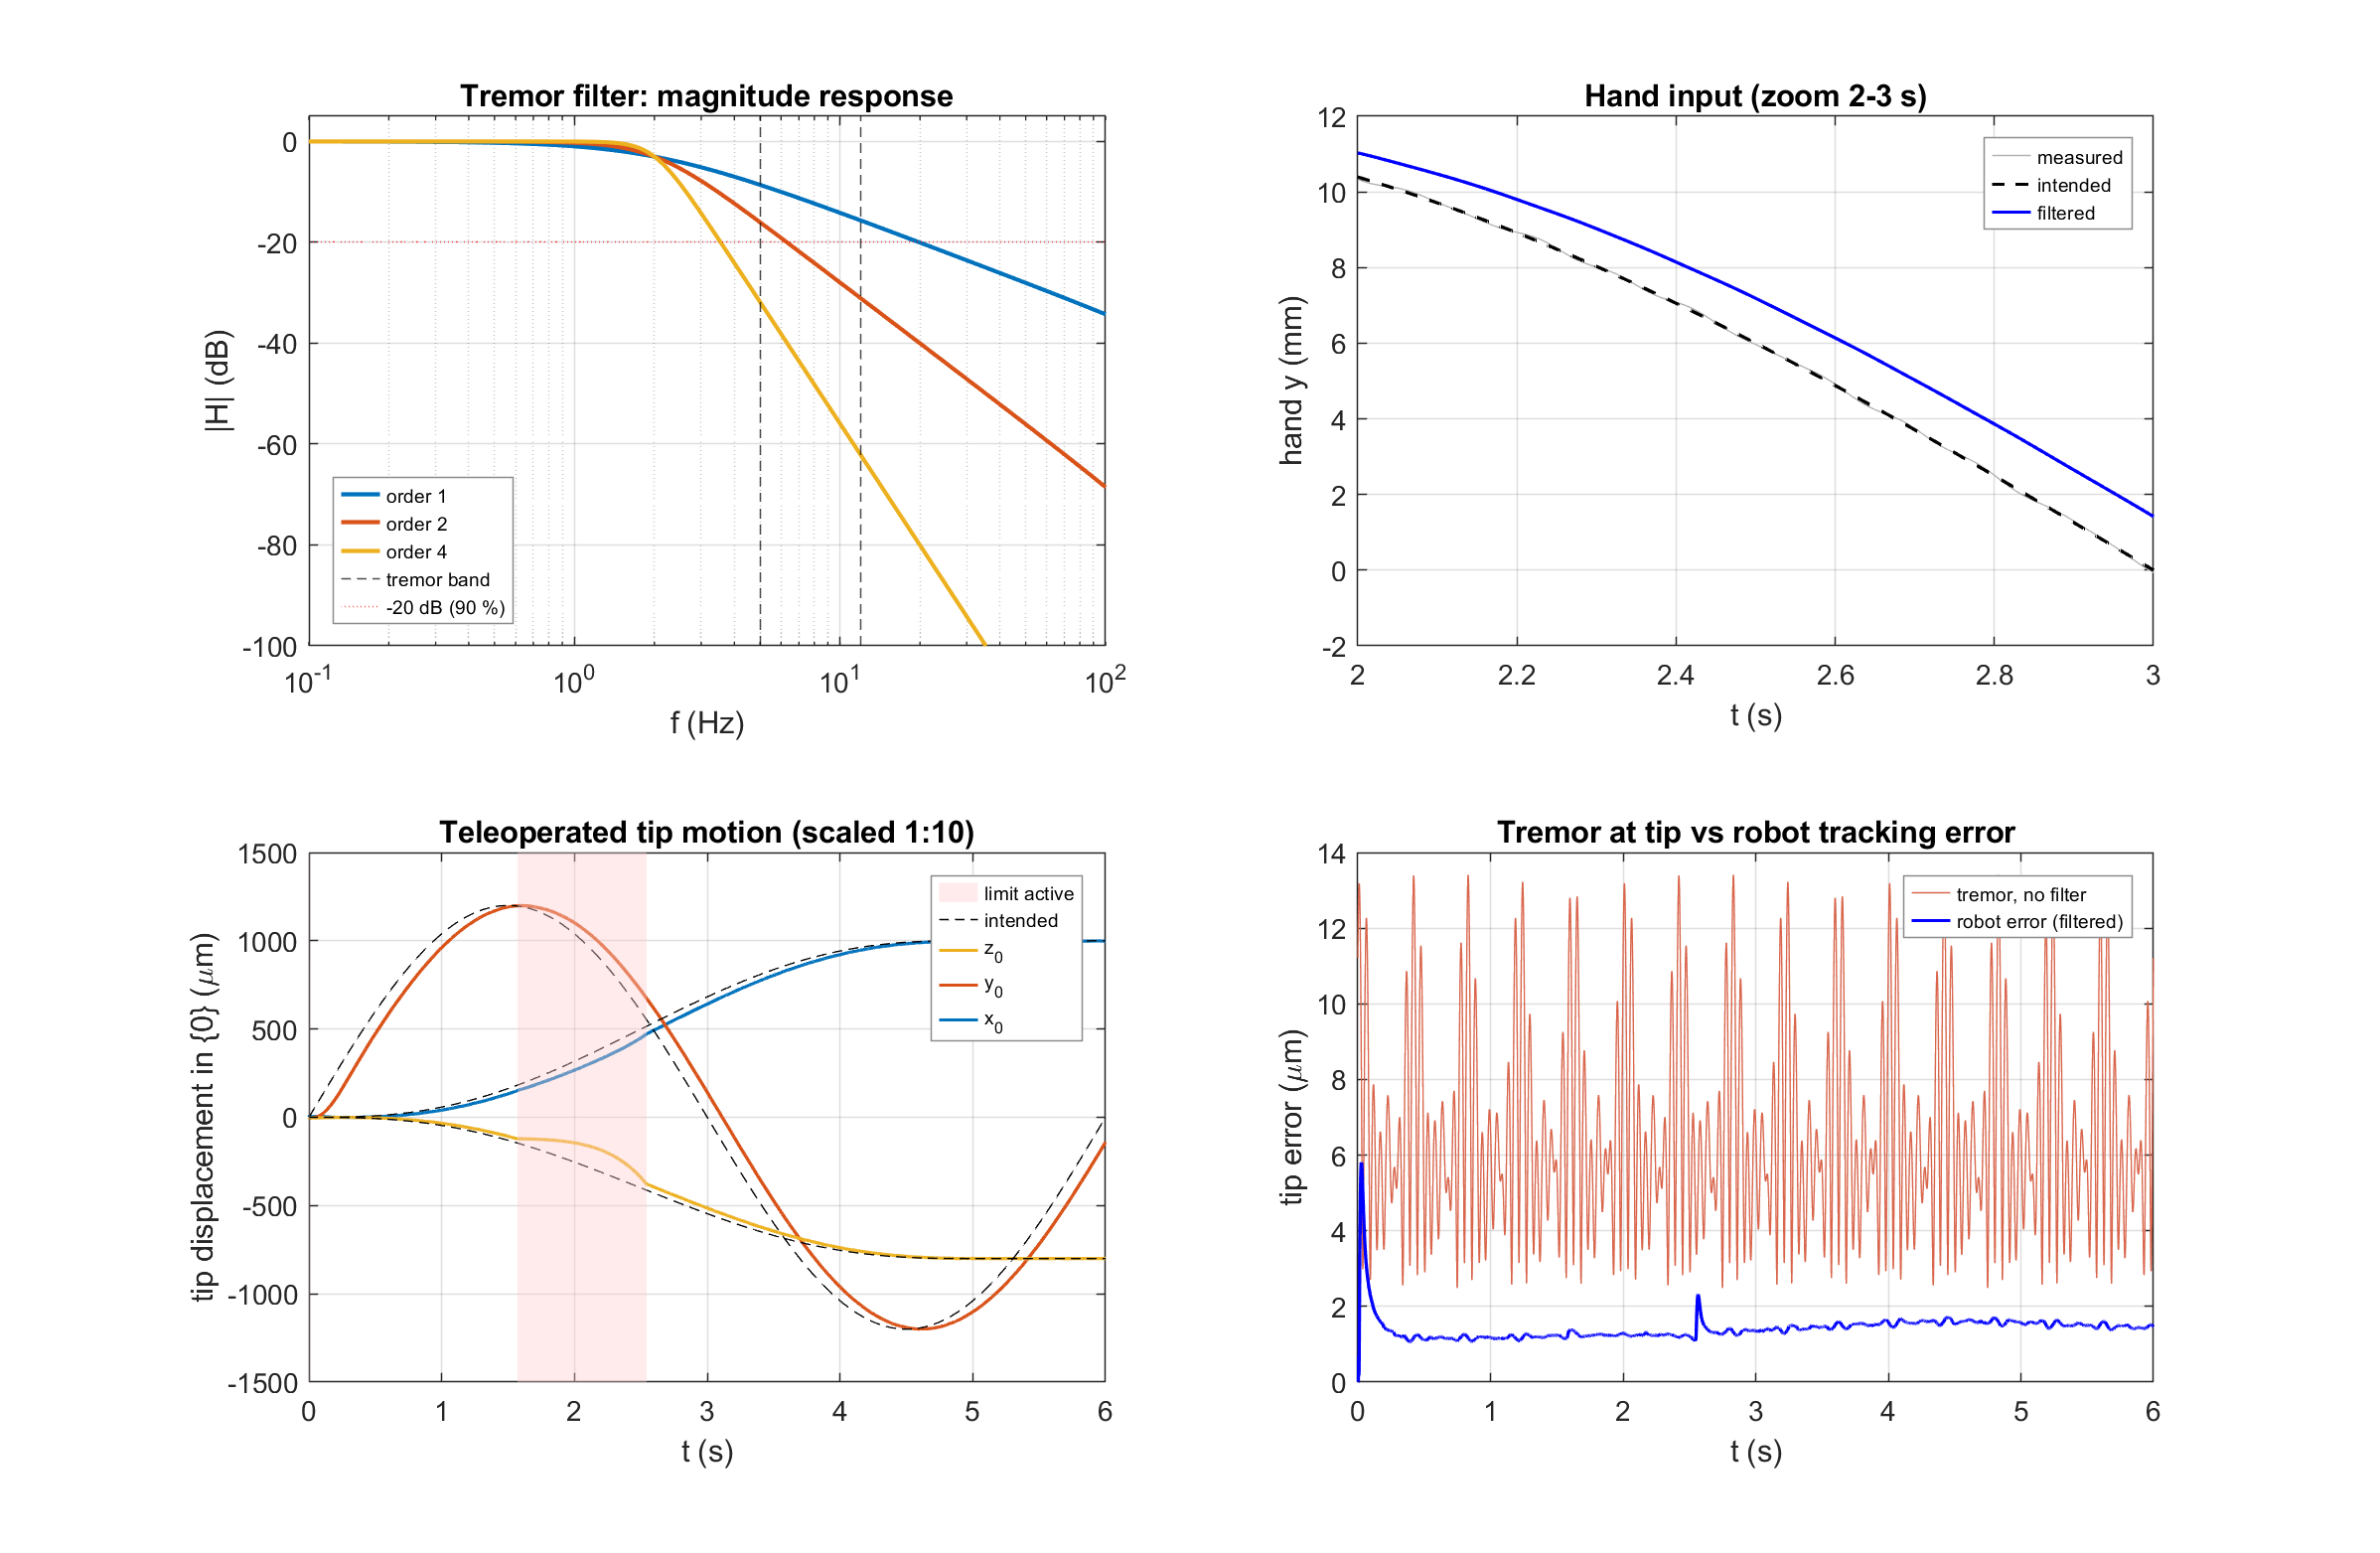 Tremor filter: magnitude response
|H| (dB)
0
-20
-40
-60
-80
-100
order 1
order 2
order 4
tremor band
-20 dB (90 %)
10-1 100 101 102
f (Hz)
Hand input (zoom 2-3 s)
hand y (mm)
12
10
8
6
4
2
0
-2
measured
intended
filtered
2 2.2 2.4 2.6 2.8 3
t (s)
Teleoperated tip motion (scaled 1:10)
tip displacement in {0} (μm)
1500
1000
500
0
-500
-1000
-1500
limit active
intended
z0
y0
x0
0 1 2 3 4 5 6
t (s)
Tremor at tip vs robot tracking error
tip error (μm)
14
12
10
8
6
4
2
0
tremor, no filter
robot error (filtered)
0 1 2 3 4 5 6
t (s)